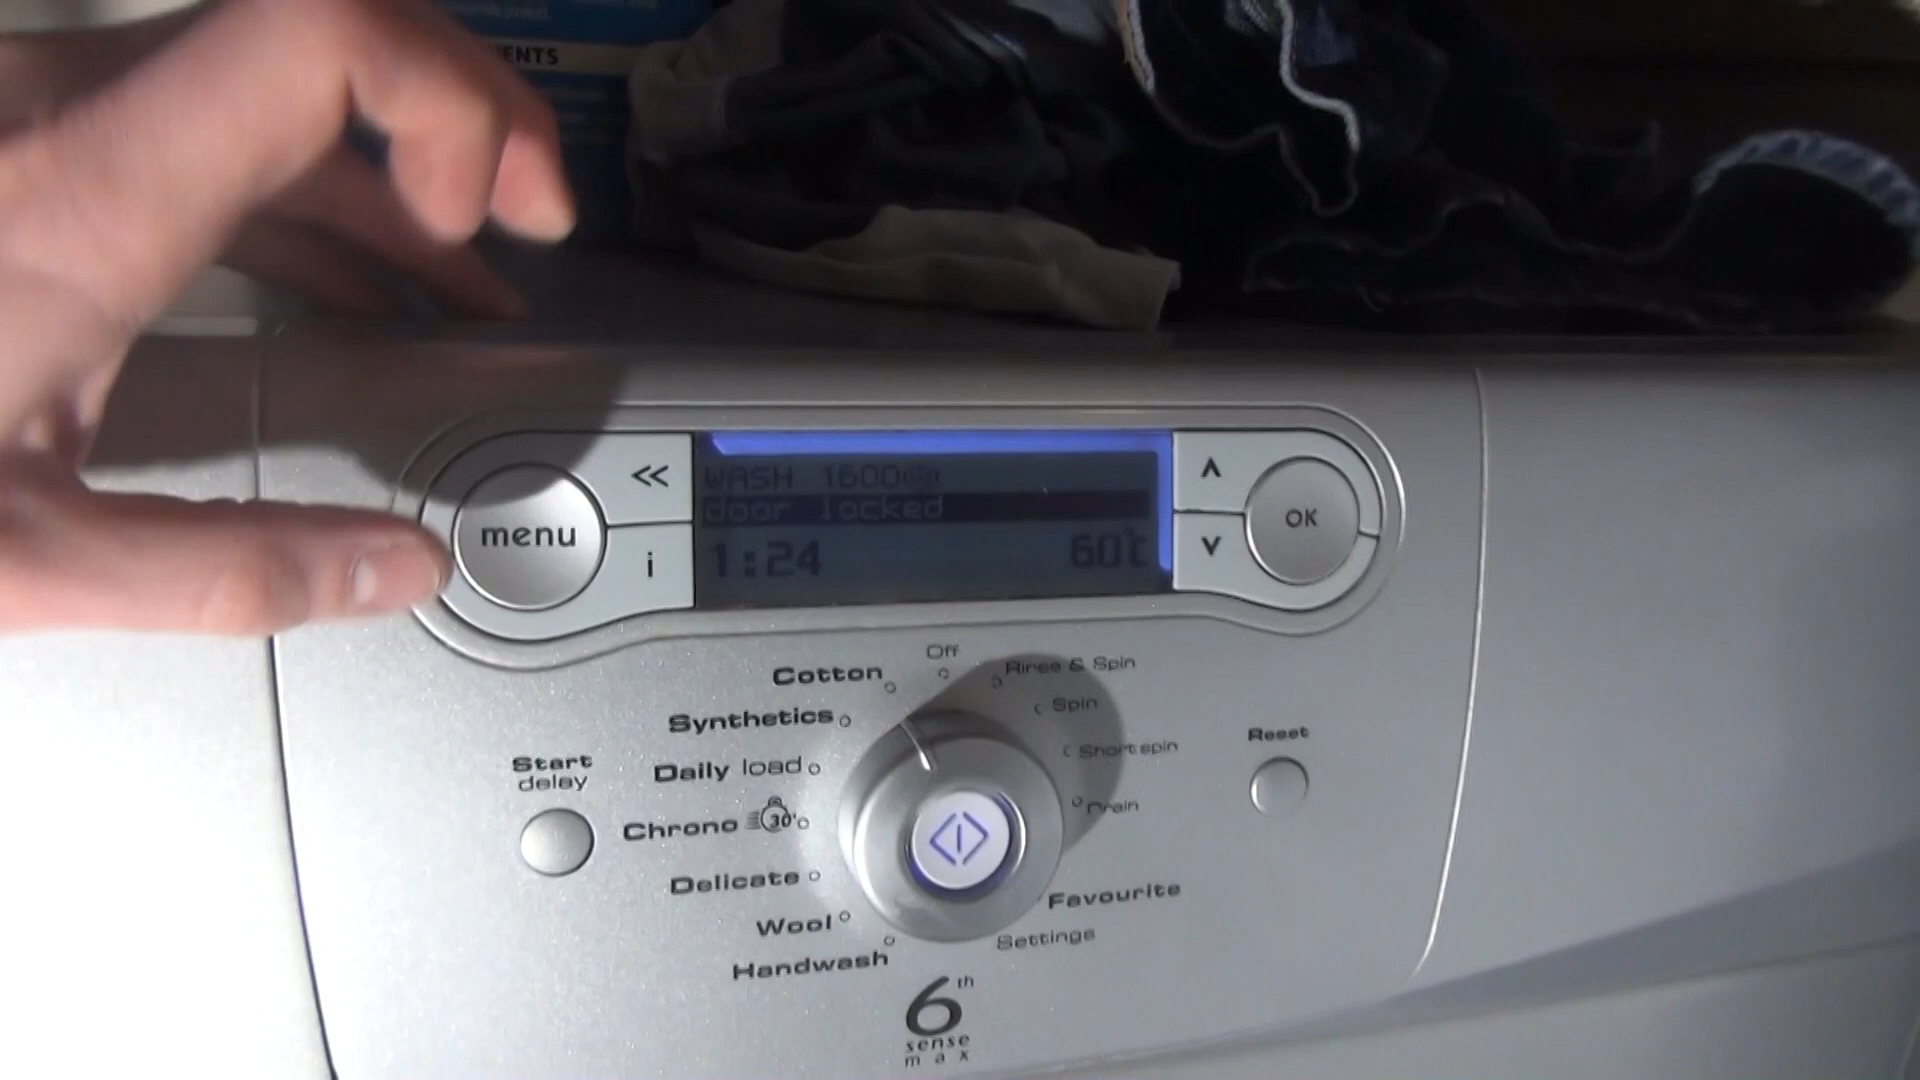 ENTS
menu
<<
i
WASH 1600
door locked
1:24
60°c
OK
Off
Cotton
Rinse & Spin
Synthetics
Spin
Daily load
Short spin
Start
delay
Reset
Chrono 30'
Drain
Delicate
Favourite
Wool
Settings
Handwash
6th
sense
max